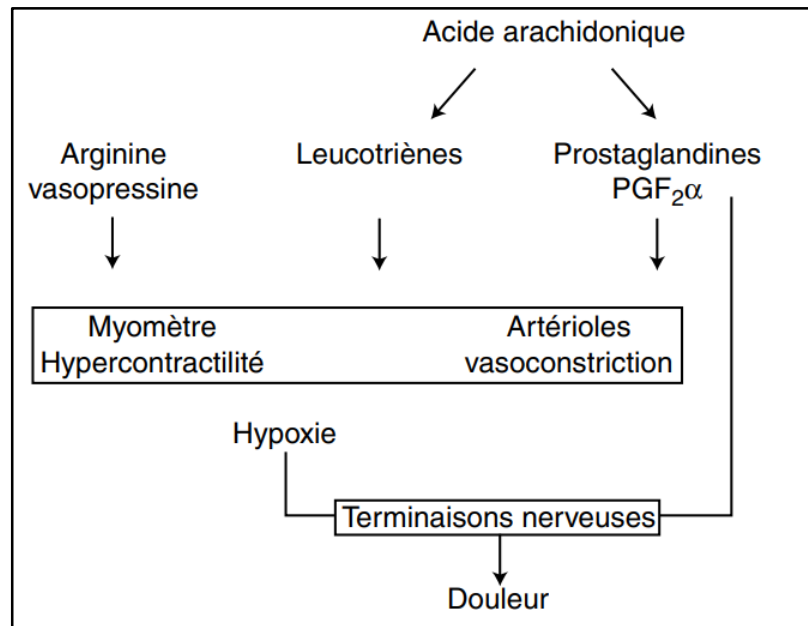 Acide arachidonique
Arginine
vasopressine
Leucotriènes
Prostaglandines
PGF₂α
Myomètre
Hypercontractilité
Artérioles
vasoconstriction
Hypoxie
Terminaisons nerveuses
Douleur